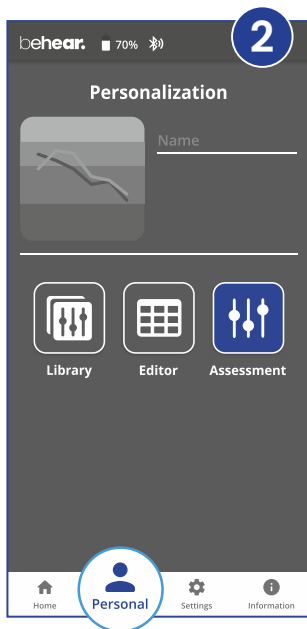 2
behear. 70%
Personalization
Name
Library Editor Assessment
Home Personal Settings Information